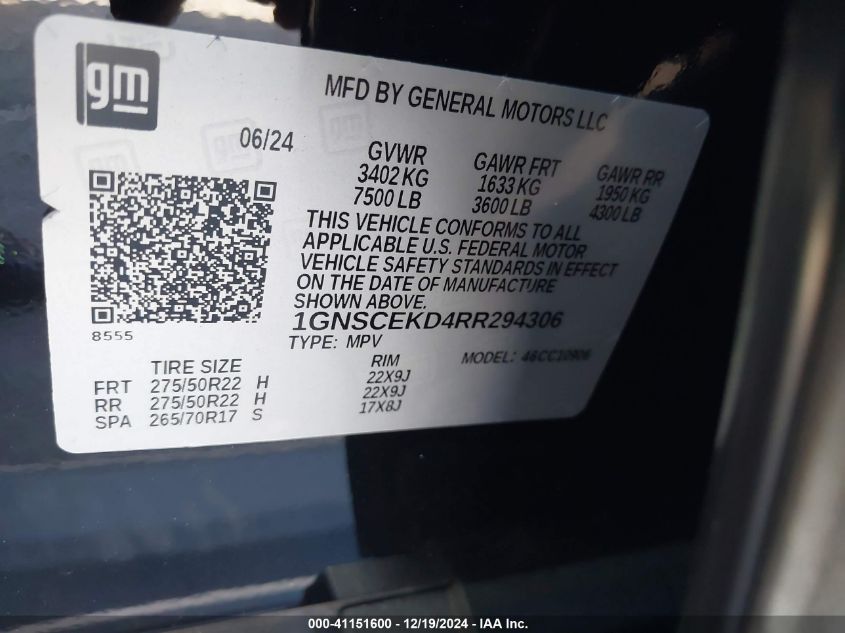 gm
MFD BY GENERAL MOTORS LLC
06/24
GVWR GAWR FRT GAWR RR
3402 KG 1633 KG 1950 KG
7500 LB 3600 LB 4300 LB
THIS VEHICLE CONFORMS TO ALL
APPLICABLE U.S. FEDERAL MOTOR
VEHICLE SAFETY STANDARDS IN EFFECT
ON THE DATE OF MANUFACTURE
SHOWN ABOVE.
1GNSCEKD4RR294306
8555
TYPE: MPV MODEL:
TIRE SIZE RIM
FRT 275/50R22 H 22X9J
RR 275/50R22 H 22X9J
SPA 265/70R17 S 17X8J
000-41151600 - 12/19/2024 - IAA Inc.